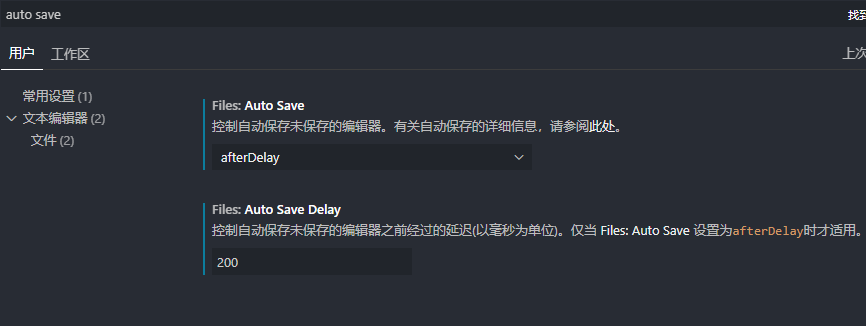 auto save
找到
用户 工作区
上次
常用设置 (1)
文本编辑器 (2)
文件 (2)
Files: Auto Save
控制自动保存未保存的编辑器。有关自动保存的详细信息，请参阅此处。
afterDelay
Files: Auto Save Delay
控制自动保存未保存的编辑器之前经过的延迟(以毫秒为单位)。仅当 Files: Auto Save 设置为afterDelay时才适用。
200